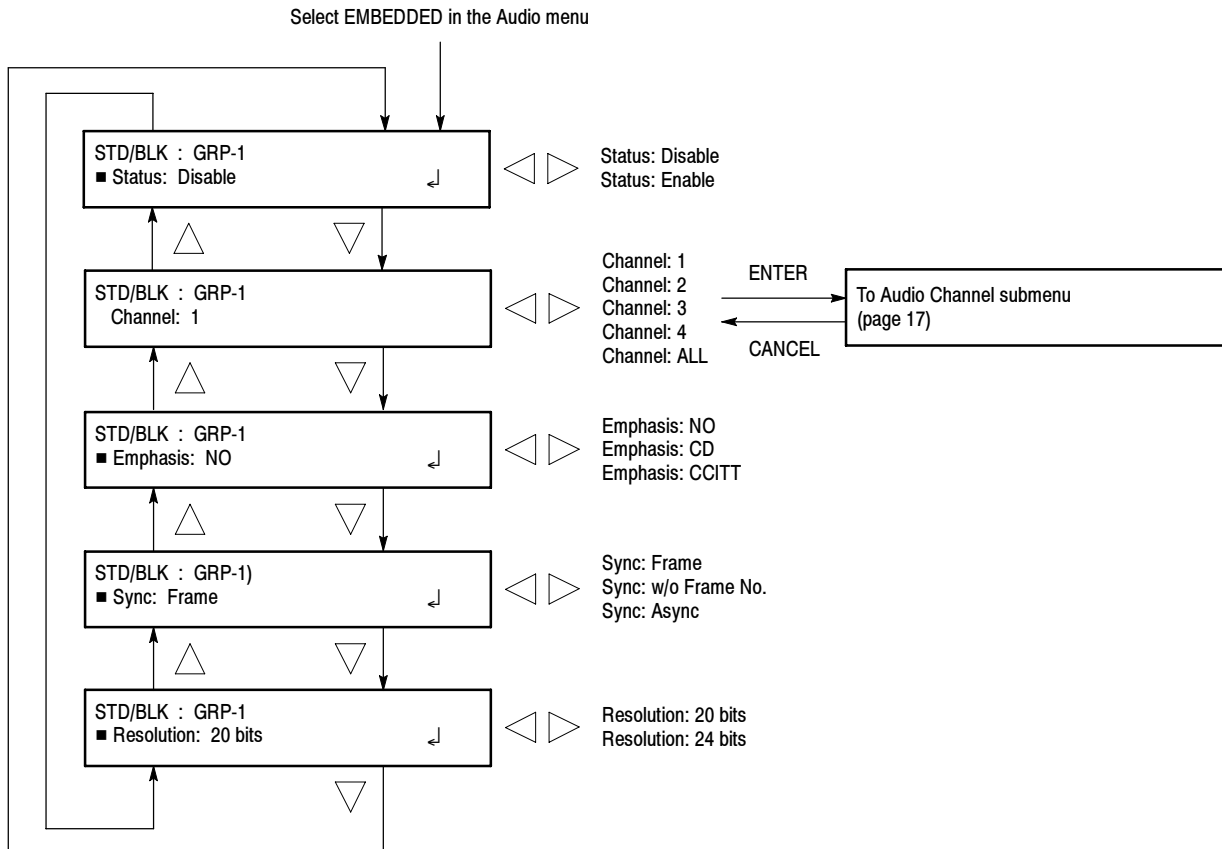 Select EMBEDDED in the Audio menu
STD/BLK : GRP-1
■ Status: Disable ↵
Status: Disable
Status: Enable
STD/BLK : GRP-1
Channel: 1
Channel: 1
Channel: 2
Channel: 3
Channel: 4
Channel: ALL
ENTER
CANCEL
To Audio Channel submenu
(page 17)
STD/BLK : GRP-1
■ Emphasis: NO ↵
Emphasis: NO
Emphasis: CD
Emphasis: CCITT
STD/BLK : GRP-1)
■ Sync: Frame ↵
Sync: Frame
Sync: w/o Frame No.
Sync: Async
STD/BLK : GRP-1
■ Resolution: 20 bits ↵
Resolution: 20 bits
Resolution: 24 bits